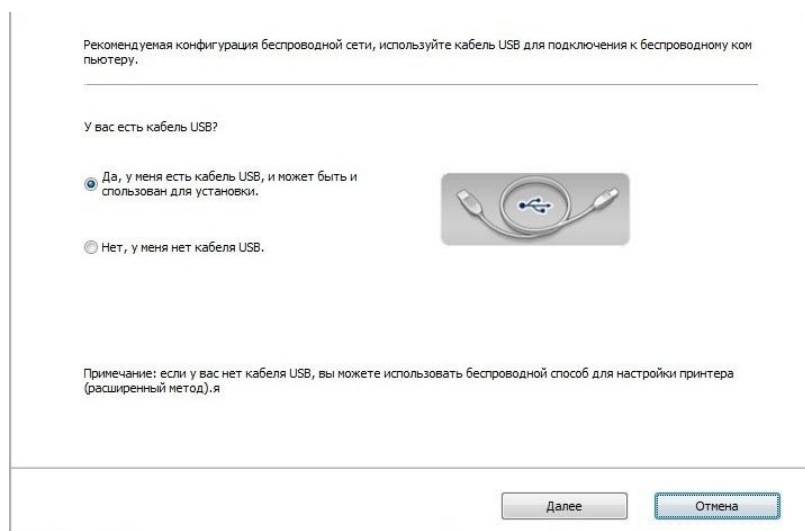 Рекомендуемая конфигурация беспроводной сети, используйте кабель USB для подключения к беспроводному ком
пьютеру.
У вас есть кабель USB?
Да, у меня есть кабель USB, и может быть и
спользован для установки.
Нет, у меня нет кабеля USB.
Примечание: если у вас нет кабеля USB, вы можете использовать беспроводной способ для настройки принтера
(расширенный метод).я
Далее
Отмена